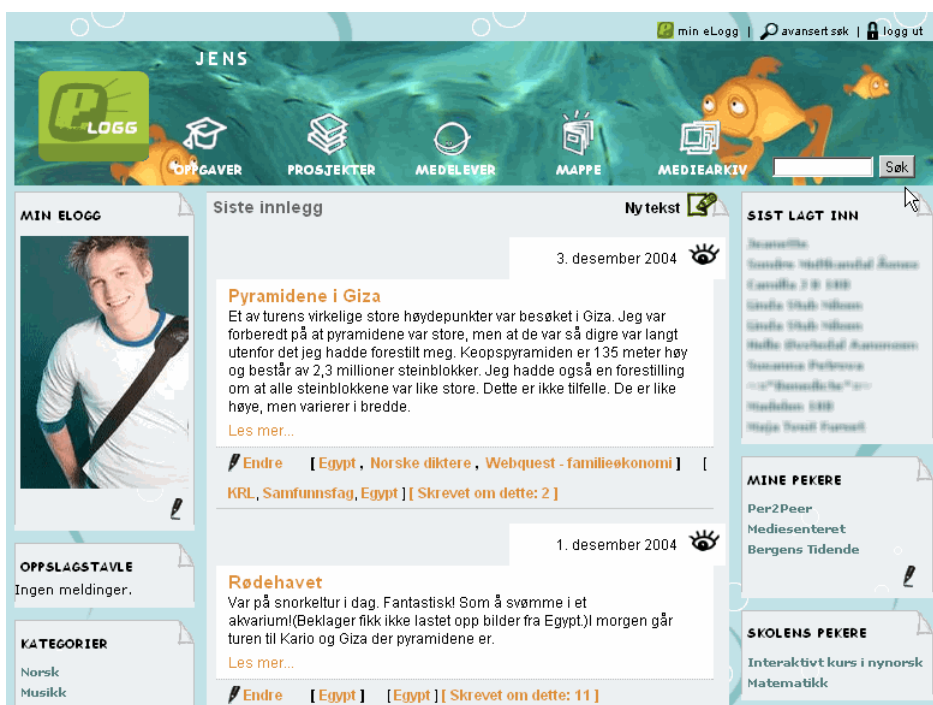 min eLogg | avansert søk | logg ut
JENS
e LOGG
OPPGAVER PROSJEKTER MEDELEVER MAPPE MEDIEARKIV Søk
MIN ELOGG
OPPSLAGSTAVLE
Ingen meldinger.
KATEGORIER
Norsk
Musikk
Siste innlegg Ny tekst
3. desember 2004
Pyramidene i Giza
Et av turens virkelige store høydepunkter var besøket i Giza. Jeg var
forberedt på at pyramidene var store, men at de var så digre var langt
utenfor det jeg hadde forestilt meg. Keopspyramiden er 135 meter høy
og består av 2,3 millioner steinblokker. Jeg hadde også en forestilling
om at alle steinblokkene var like store. Dette er ikke tilfelle. De er like
høye, men varierer i bredde.
Les mer...
Endre [ Egypt , Norske diktere , Webquest - familieøkonomi ] [
KRL, Samfunnsfag, Egypt ] [ Skrevet om dette: 2 ]
1. desember 2004
Rødehavet
Var på snorkeltur i dag. Fantastisk! Som å svømme i et
akvarium!(Beklager fikk ikke lastet opp bilder fra Egypt.)I morgen går
turen til Kario og Giza der pyramidene er.
Les mer...
Endre [ Egypt ] [ Egypt ] [ Skrevet om dette: 11 ]
SIST LAGT INN
MINE PEKERE
Per2Peer
Mediesenteret
Bergens Tidende
SKOLENS PEKERE
Interaktivt kurs i nynorsk
Matematikk